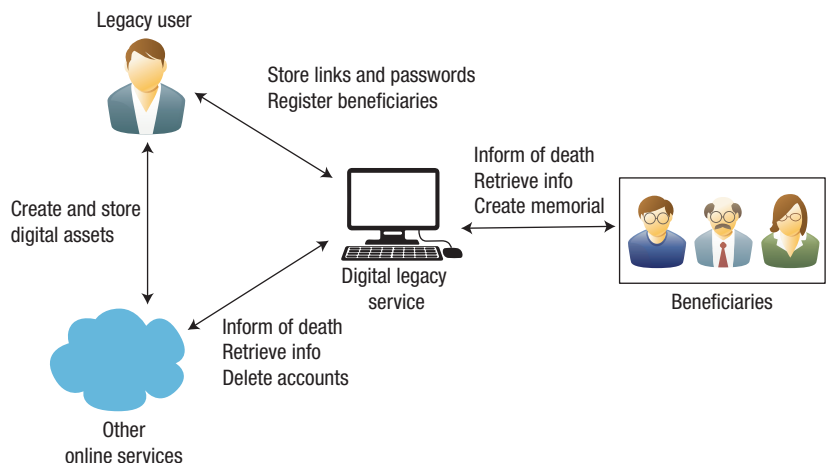 Legacy user
Store links and passwords
Register beneficiaries
Inform of death
Retrieve info
Create memorial
Create and store
digital assets
Digital legacy
service
Beneficiaries
Inform of death
Retrieve info
Delete accounts
Other
online services